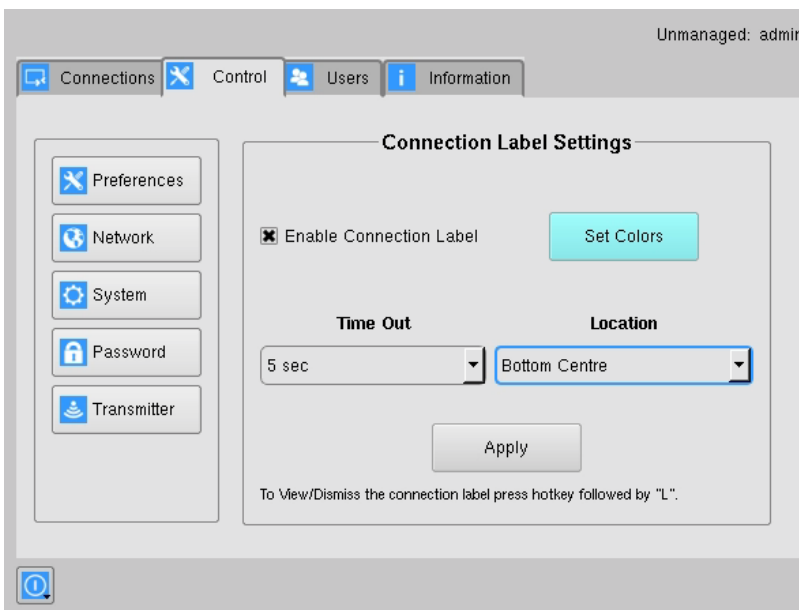 Unmanaged: admin
Connections Control Users Information
Connection Label Settings
Preferences
Network
System
Password
Transmitter
Enable Connection Label Set Colors
Time Out Location
5 sec Bottom Centre
Apply
To View/Dismiss the connection label press hotkey followed by "L".